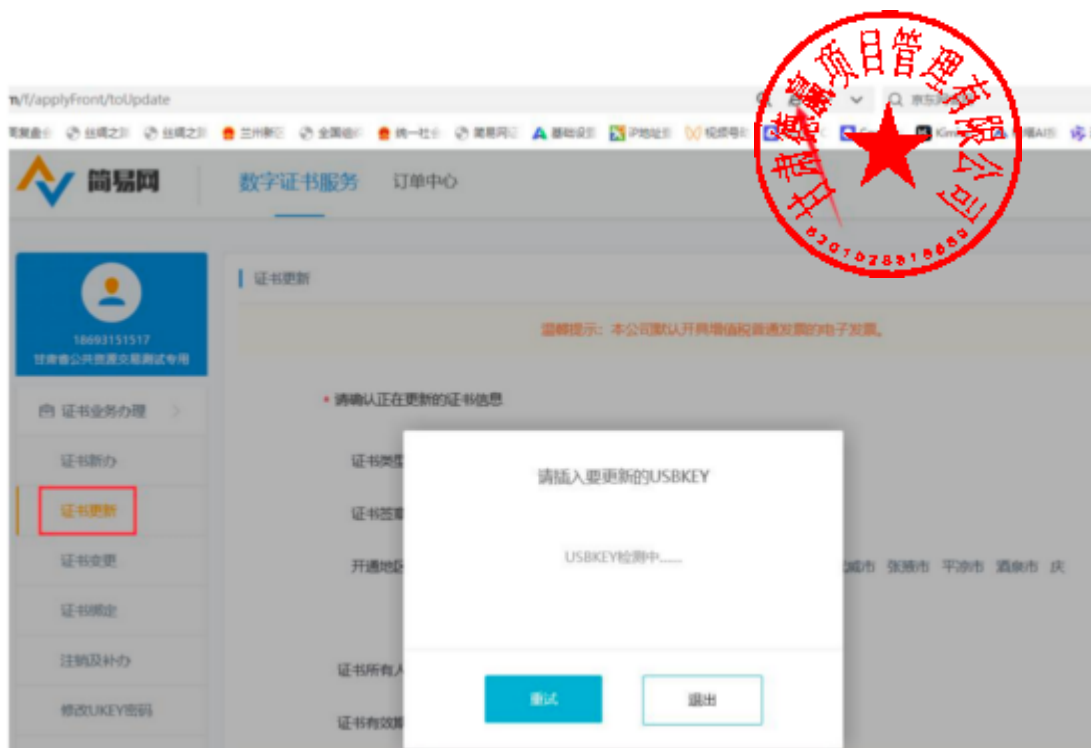 n/f/applyFront/toUpdate
甘肃德赢项目管理有限公司
兰州新区
简易网
数字证书服务 订单中心
证书更新
18693151517
甘肃省公共资源交易测试专用
温馨提示：本公司默认开具增值税普通发票的电子发票。
证书业务办理
* 请确认正在更新的证书信息
证书新办
证书类型
请插入要更新的USBKEY
证书更新
证书签章
USBKEY检测中......
证书变更
开通地区
威市 张掖市 平凉市 酒泉市 庆
证书绑定
注销及补办
证书所有人
重试
退出
修改UKEY密码
证书有效期